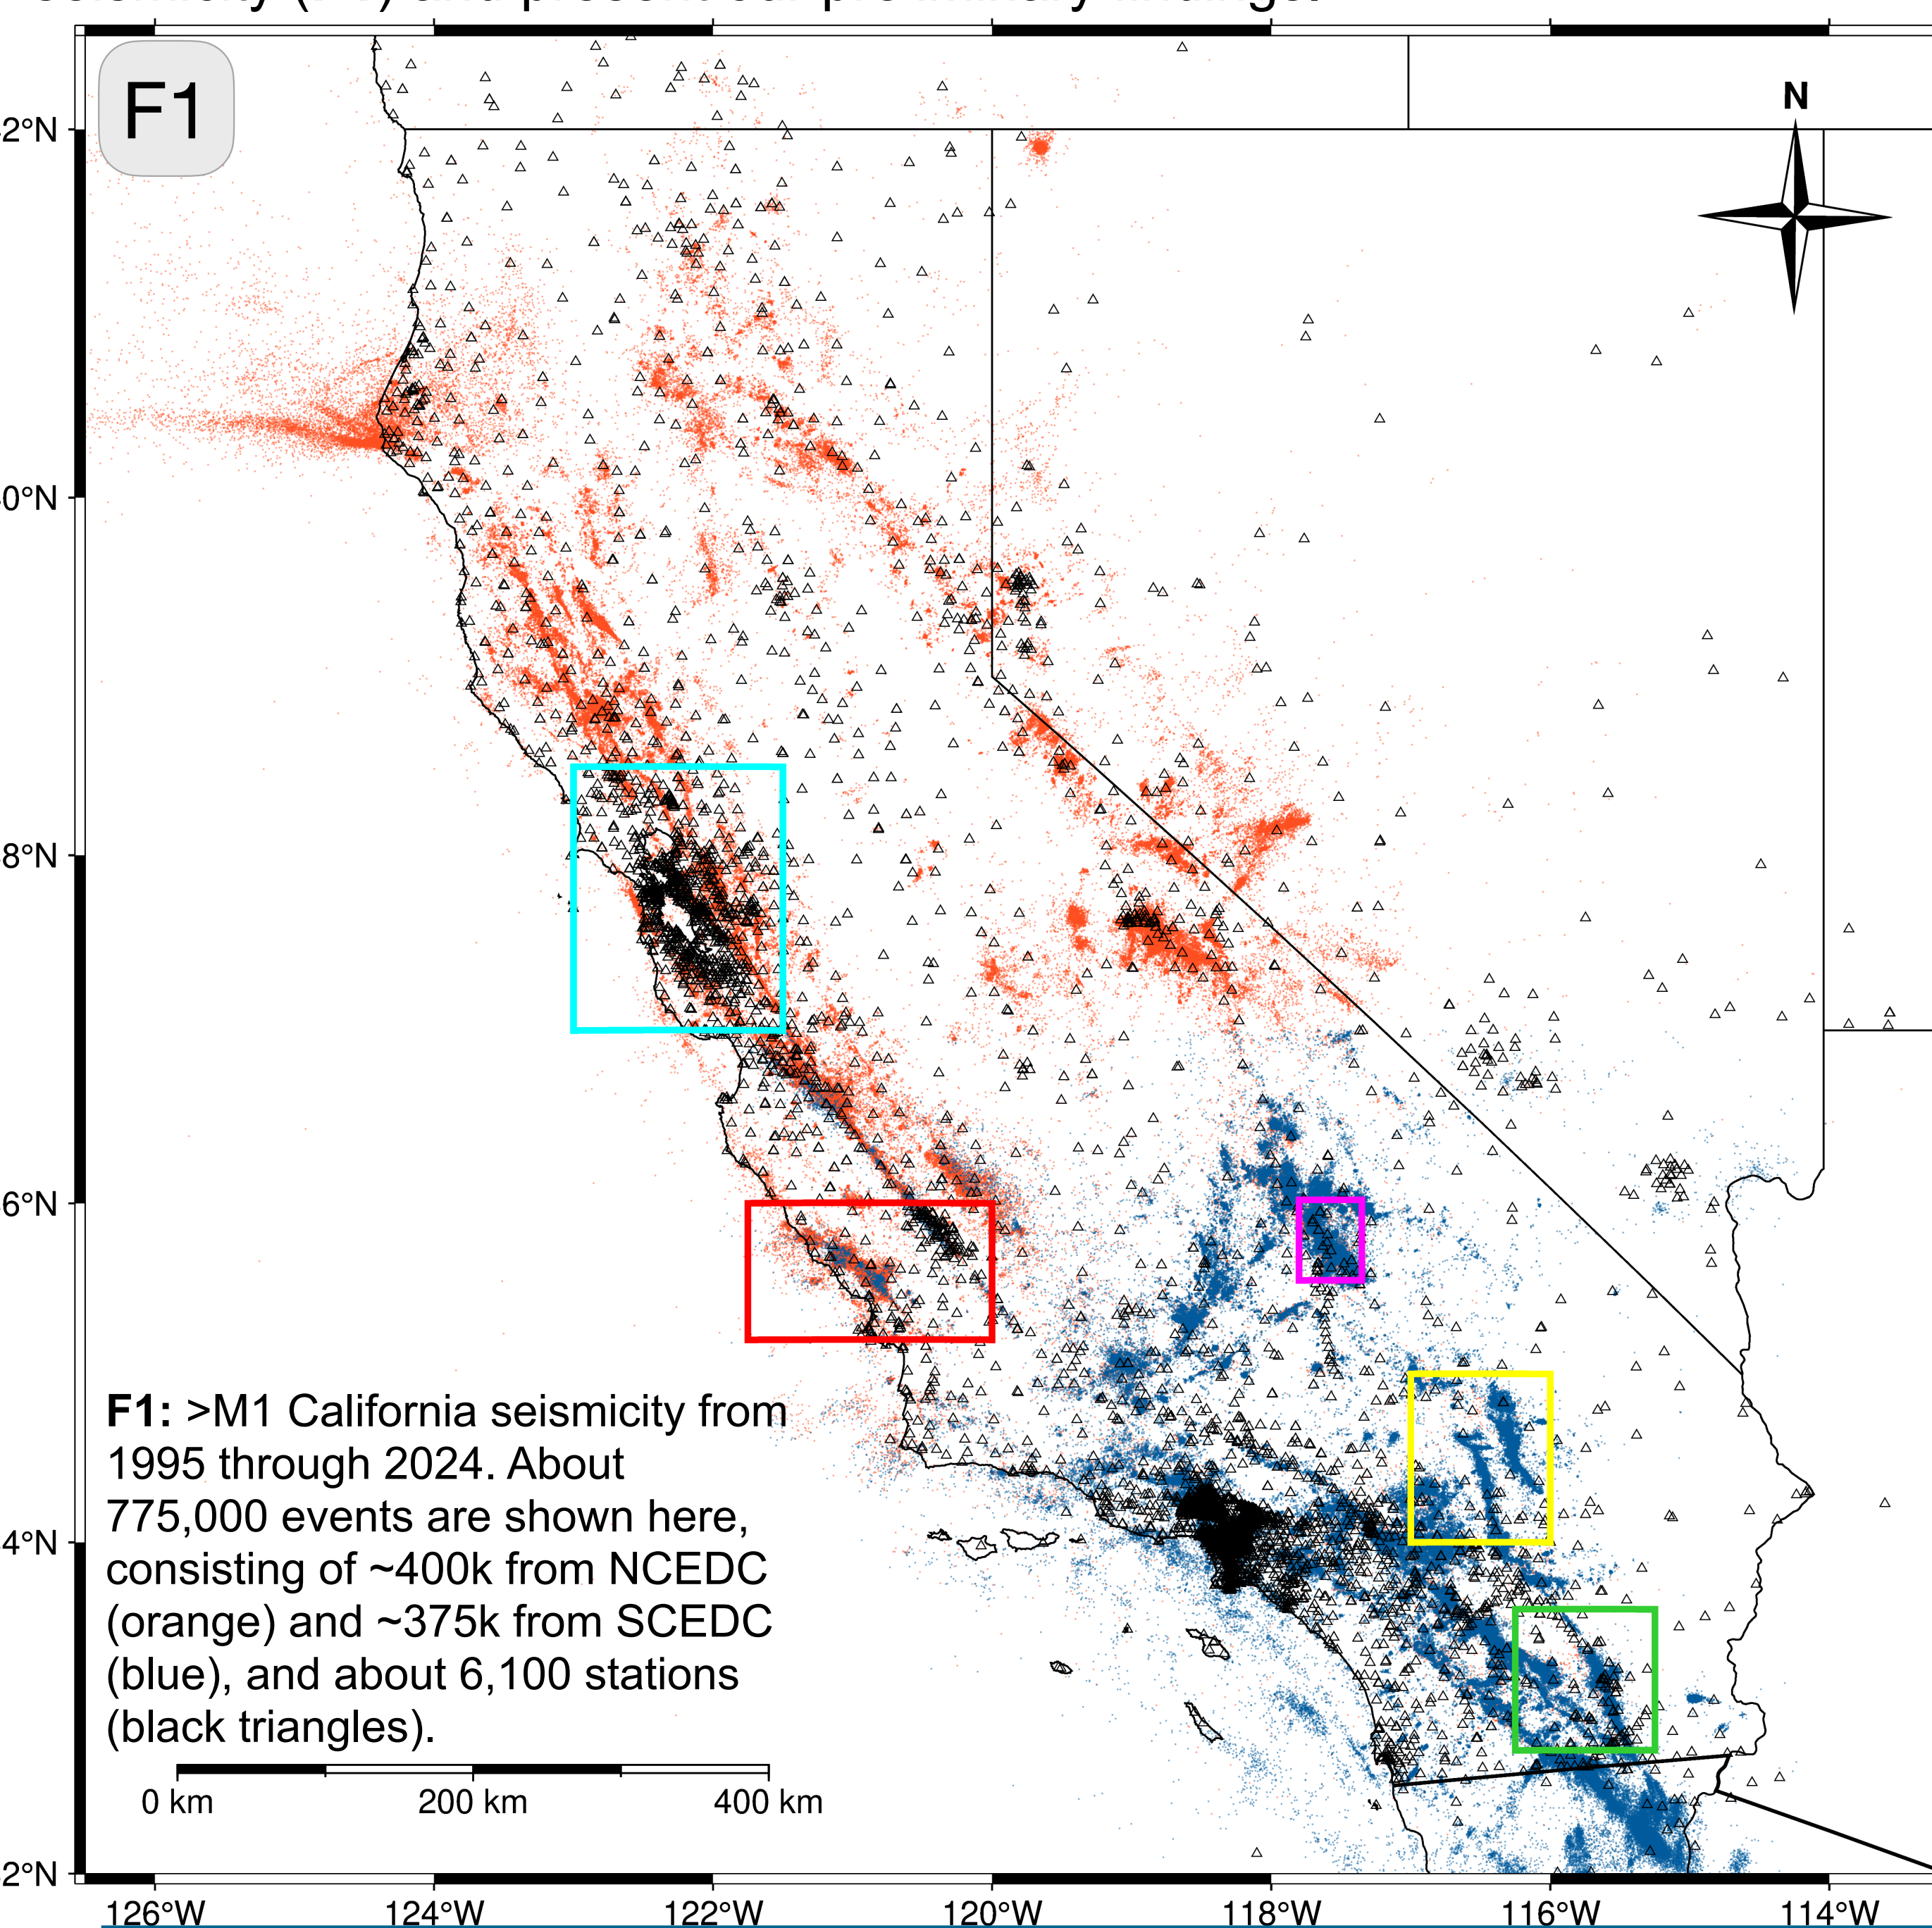 F1
N
2°N
0°N
8°N
6°N
4°N
2°N
F1: >M1 California seismicity from
1995 through 2024. About
775,000 events are shown here,
consisting of ~400k from NCEDC
(orange) and ~375k from SCEDC
(blue), and about 6,100 stations
(black triangles).
0 km 200 km 400 km
126°W 124°W 122°W 120°W 118°W 116°W 114°W